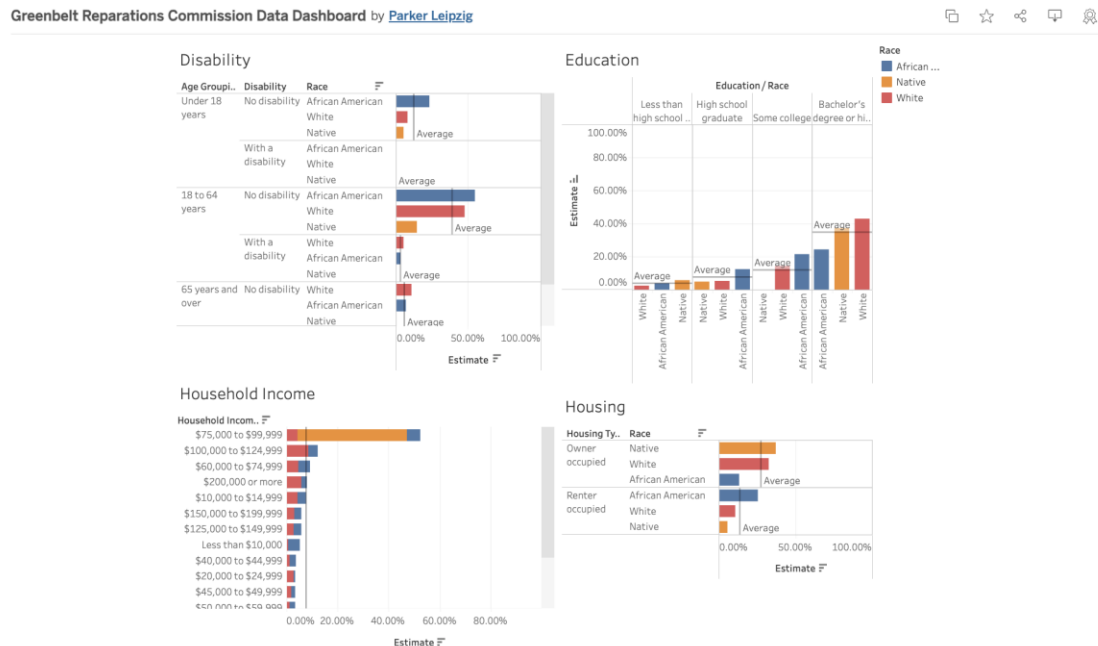 Greenbelt Reparations Commission Data Dashboard by Parker Leipzig
Disability
Age Groupi.. Disability Race
Under 18 years No disability African American
White
Native
Average
With a disability African American
White
Native
Average
18 to 64 years No disability African American
White
Native
Average
With a disability White
African American
Native
Average
65 years and over No disability White
African American
Native
Average
0.00% 50.00% 100.00%
Estimate
Education
Education / Race
Less than high school ..
High school graduate
Some college
Bachelor's degree or hi..
100.00%
80.00%
60.00%
40.00%
20.00%
0.00%
Estimate
Average
Average
Average
Average
White
African American
Native
Native
White
African American
Native
White
African American
African American
Native
White
Race
African ...
Native
White
Household Income
Household Incom..
$75,000 to $99,999
$100,000 to $124,999
$60,000 to $74,999
$200,000 or more
$10,000 to $14,999
$150,000 to $199,999
$125,000 to $149,999
Less than $10,000
$40,000 to $44,999
$20,000 to $24,999
$45,000 to $49,999
$50,000 to $59,999
0.00% 20.00% 40.00% 60.00% 80.00%
Estimate
Housing
Housing Ty.. Race
Owner occupied Native
White
African American
Average
Renter occupied African American
White
Native
Average
0.00% 50.00% 100.00%
Estimate